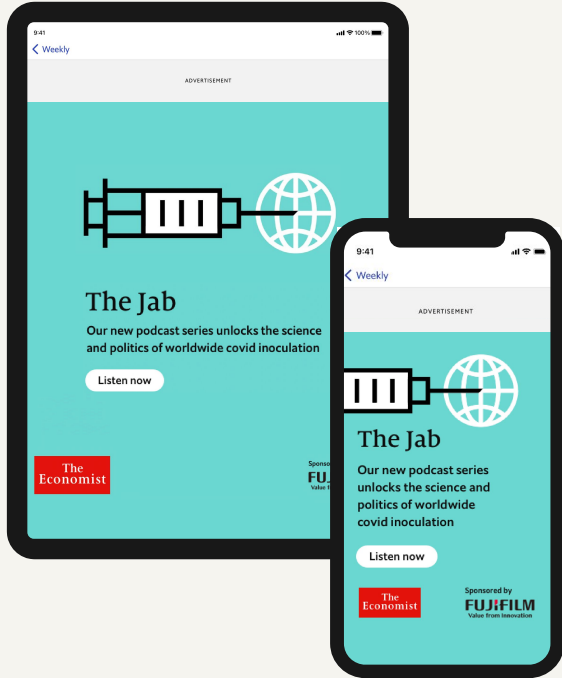 9:41
100%
Weekly
ADVERTISEMENT
The Jab
Our new podcast series unlocks the science
and politics of worldwide covid inoculation
Listen now
The
Economist
9:41
Weekly
ADVERTISEMENT
The Jab
Our new podcast series
unlocks the science and
politics of worldwide
covid inoculation
Listen now
The
Economist
Sponsored by
FUJIFILM
Value from Innovation